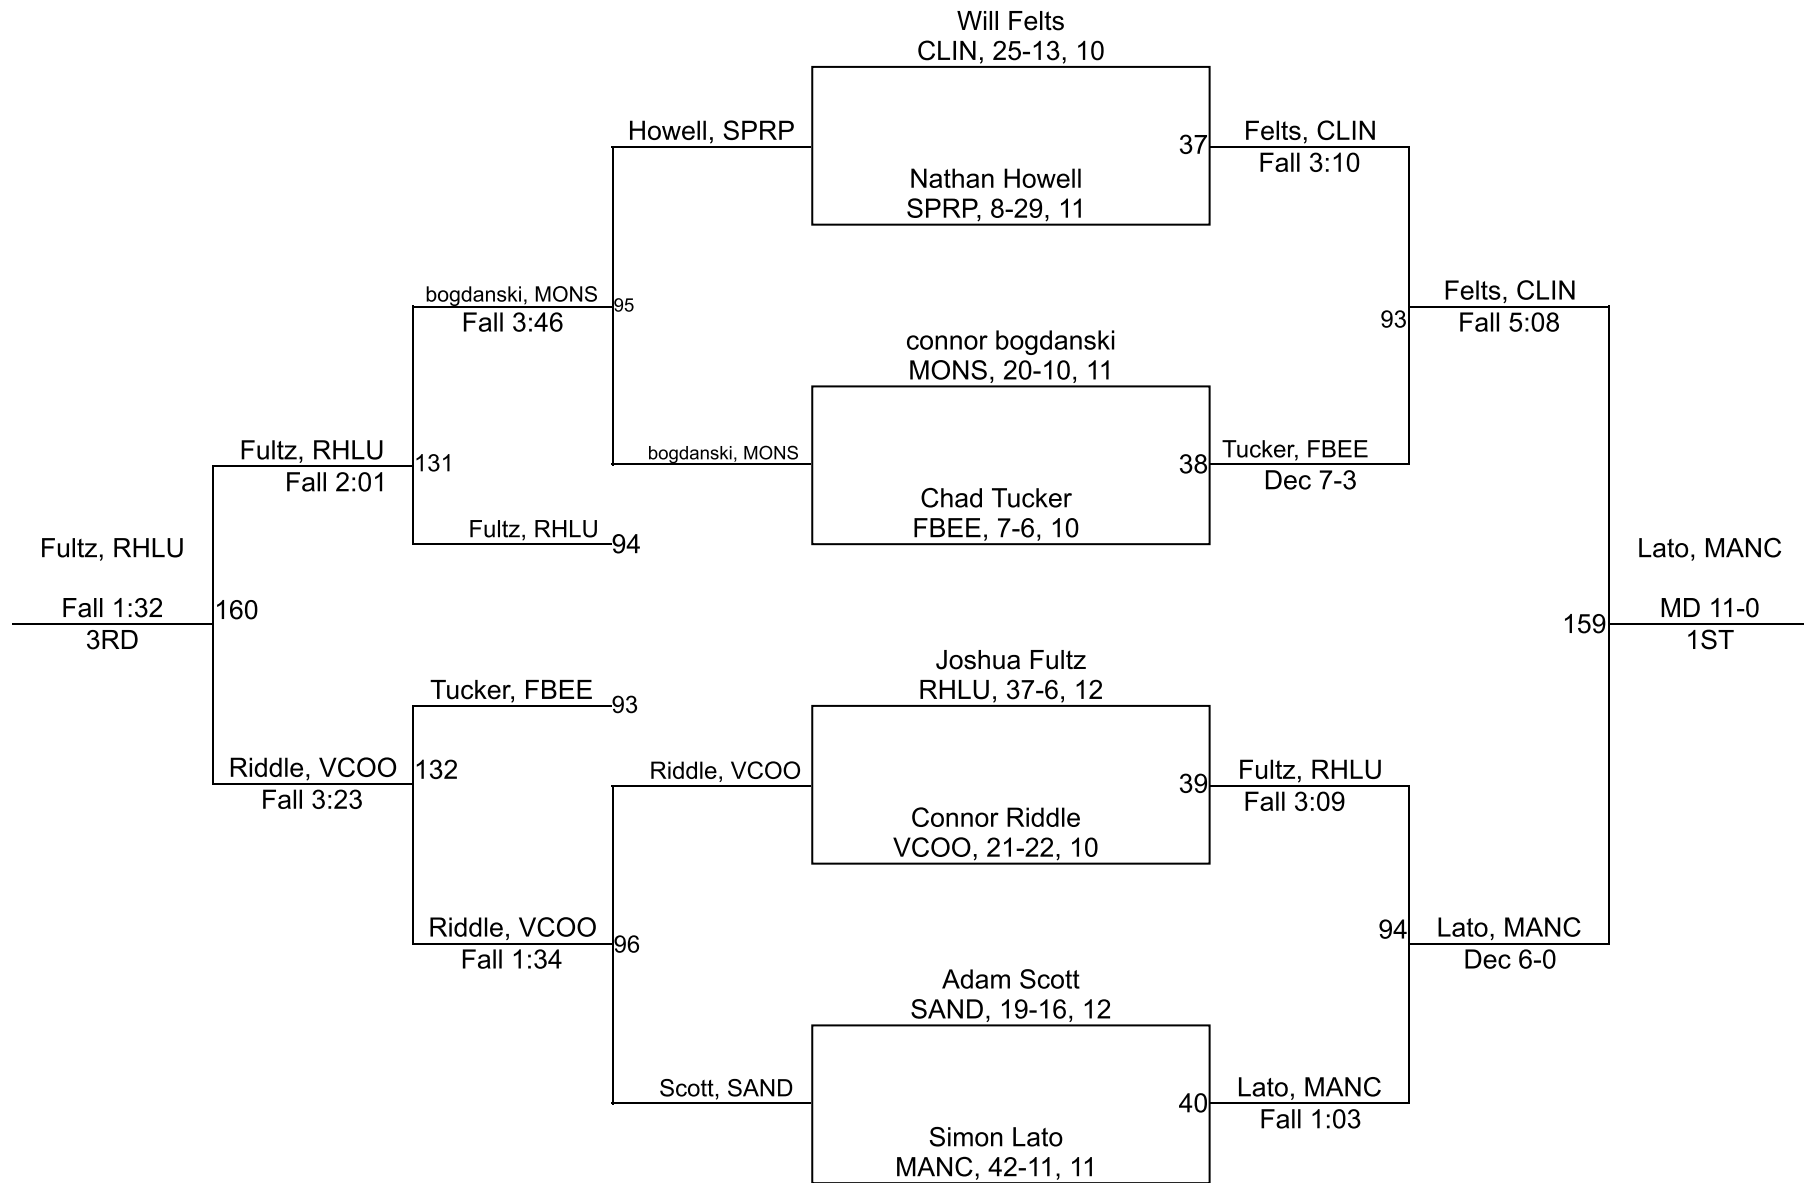 Will Felts
CLIN, 25-13, 10
Howell, SPRP
37
Felts, CLIN
Fall 3:10
Nathan Howell
SPRP, 8-29, 11
bogdanski, MONS
95
Fall 3:46
Felts, CLIN
93
Fall 5:08
connor bogdanski
MONS, 20-10, 11
Fultz, RHLU
131
Fall 2:01
bogdanski, MONS
38
Tucker, FBEE
Dec 7-3
Chad Tucker
FBEE, 7-6, 10
Fultz, RHLU
94
Fultz, RHLU
Fall 1:32
160
3RD
Lato, MANC
159
MD 11-0
1ST
Tucker, FBEE
93
Joshua Fultz
RHLU, 37-6, 12
Riddle, VCOO
132
Fall 3:23
Riddle, VCOO
39
Fultz, RHLU
Fall 3:09
Connor Riddle
VCOO, 21-22, 10
Riddle, VCOO
96
Fall 1:34
94
Lato, MANC
Dec 6-0
Adam Scott
SAND, 19-16, 12
Scott, SAND
40
Lato, MANC
Fall 1:03
Simon Lato
MANC, 42-11, 11